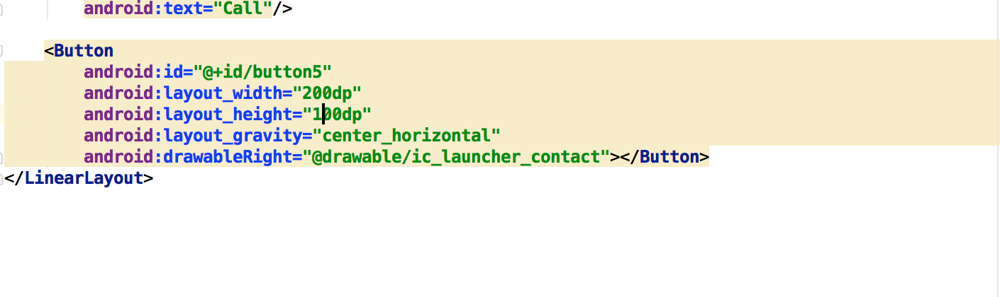 android:text="Call"/>
<Button
android:id="@+id/button5"
android:layout_width="200dp"
android:layout_height="100dp"
android:layout_gravity="center_horizontal"
android:drawableRight="@drawable/ic_launcher_contact"></Button>
</LinearLayout>